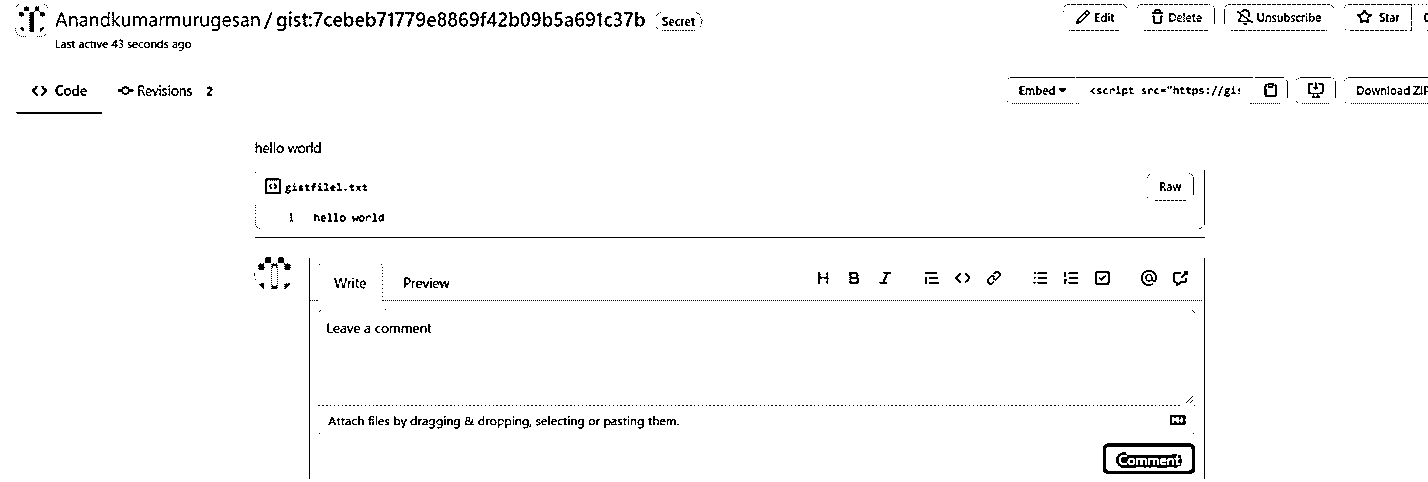 Anandkumarmurugesan / gist:7cebeb71779e8869f42b09b5a691c37b Secret Edit Delete Unsubscribe Star
Last active 43 seconds ago
Code Revisions 2 Embed <script src="https://gis Download ZIP
hello world
gistfile1.txt Raw
1 hello world
Write Preview H B I
Leave a comment
Attach files by dragging & dropping, selecting or pasting them.
Comment